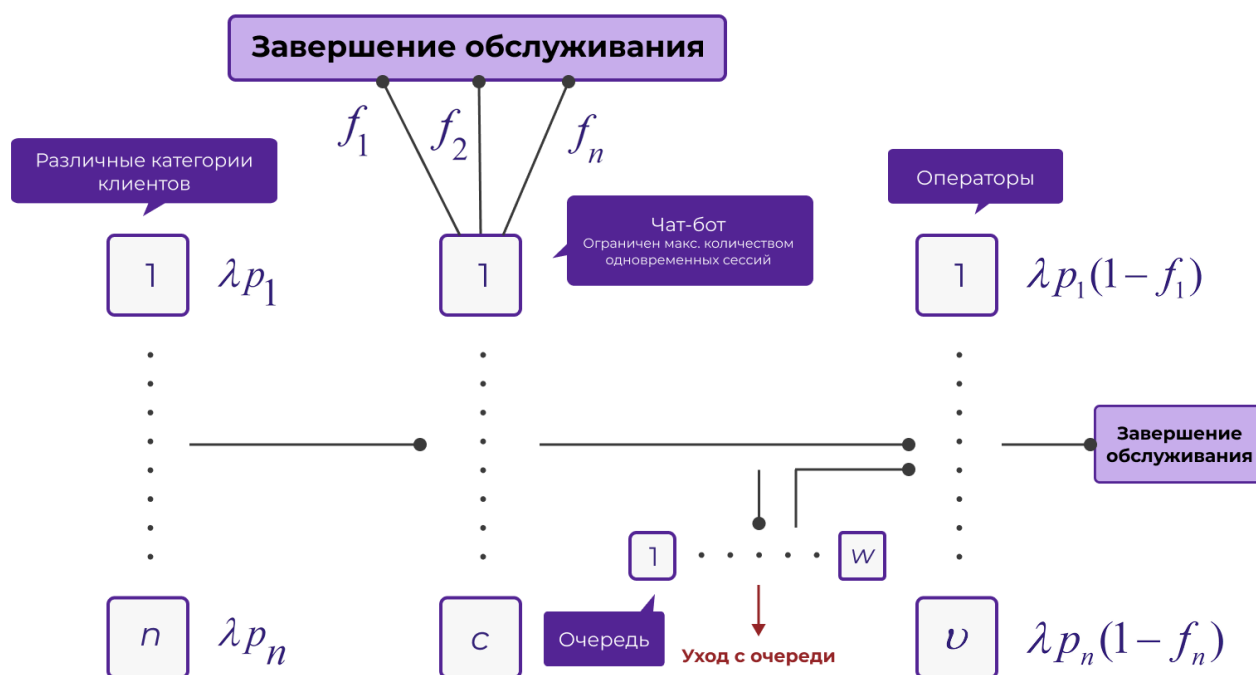 Завершение обслуживания
f₁
f₂
fₙ
Различные категории
клиентов
Операторы
Чат-бот
Ограничен макс. количеством
одновременных сессий
1
λp₁
1
1
λp₁(1−f₁)
Завершение
обслуживания
1
w
n
λpₙ
c
Очередь
Уход с очереди
υ
λpₙ(1−fₙ)